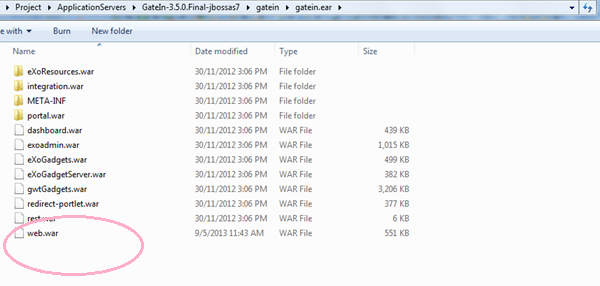 Project ▸ ApplicationServers ▸ GateIn-3.5.0.Final-jbossas7 ▸ gatein ▸ gatein.ear ▸
e with ▾ Burn New folder
Name Date modified Type Size
eXoResources.war 30/11/2012 3:06 PM File folder
integration.war 30/11/2012 3:06 PM File folder
META-INF 30/11/2012 3:06 PM File folder
portal.war 30/11/2012 3:06 PM File folder
dashboard.war 30/11/2012 3:06 PM WAR File 439 KB
exoadmin.war 30/11/2012 3:06 PM WAR File 1,015 KB
eXoGadgets.war 30/11/2012 3:06 PM WAR File 499 KB
eXoGadgetServer.war 30/11/2012 3:06 PM WAR File 382 KB
gwtGadgets.war 30/11/2012 3:06 PM WAR File 3,206 KB
redirect-portlet.war 30/11/2012 3:06 PM WAR File 377 KB
rest.war 30/11/2012 3:06 PM WAR File 6 KB
web.war 9/5/2013 11:43 AM WAR File 551 KB